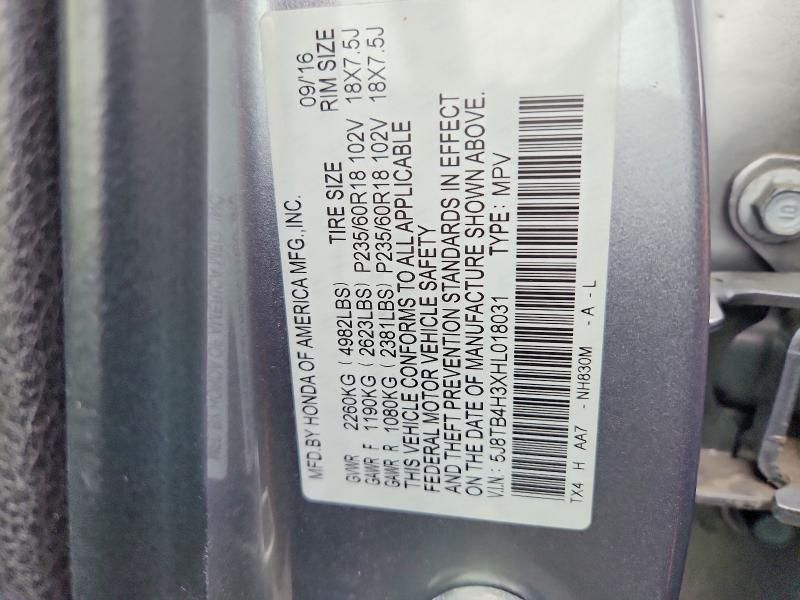 MFD.BY HONDA OF AMERICA MFG.,INC. 09/'16
GVWR 2260KG (4982LBS) TIRE SIZE RIM SIZE
GAWR F 1190KG (2623LBS) P235/60R18 102V 18X7.5J
GAWR R 1080KG (2381LBS) P235/60R18 102V 18X7.5J
THIS VEHICLE CONFORMS TO ALL APPLICABLE
FEDERAL MOTOR VEHICLE SAFETY
AND THEFT PREVENTION STANDARDS IN EFFECT
ON THE DATE OF MANUFACTURE SHOWN ABOVE.
V.I.N.: 5J8TB4H3XHL018031 TYPE: MPV
TX4 H AA7 - NH830M - A - L
10